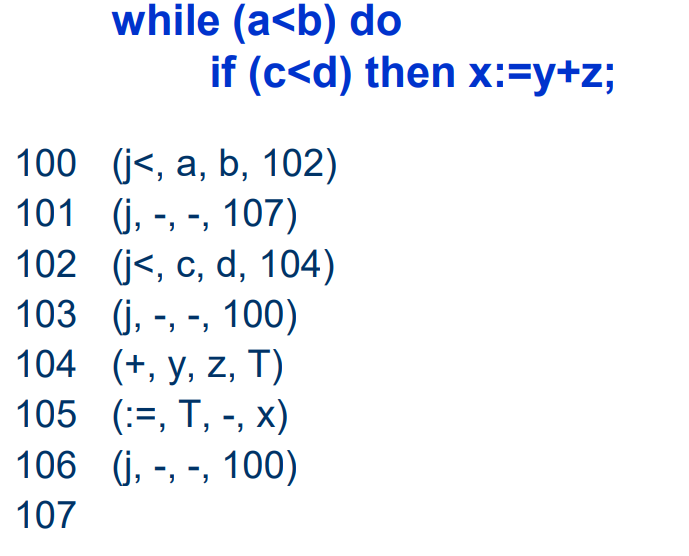 while (a<b) do
if (c<d) then x:=y+z;
100 (j<, a, b, 102)
101 (j, -, -, 107)
102 (j<, c, d, 104)
103 (j, -, -, 100)
104 (+, y, z, T)
105 (:=, T, -, x)
106 (j, -, -, 100)
107